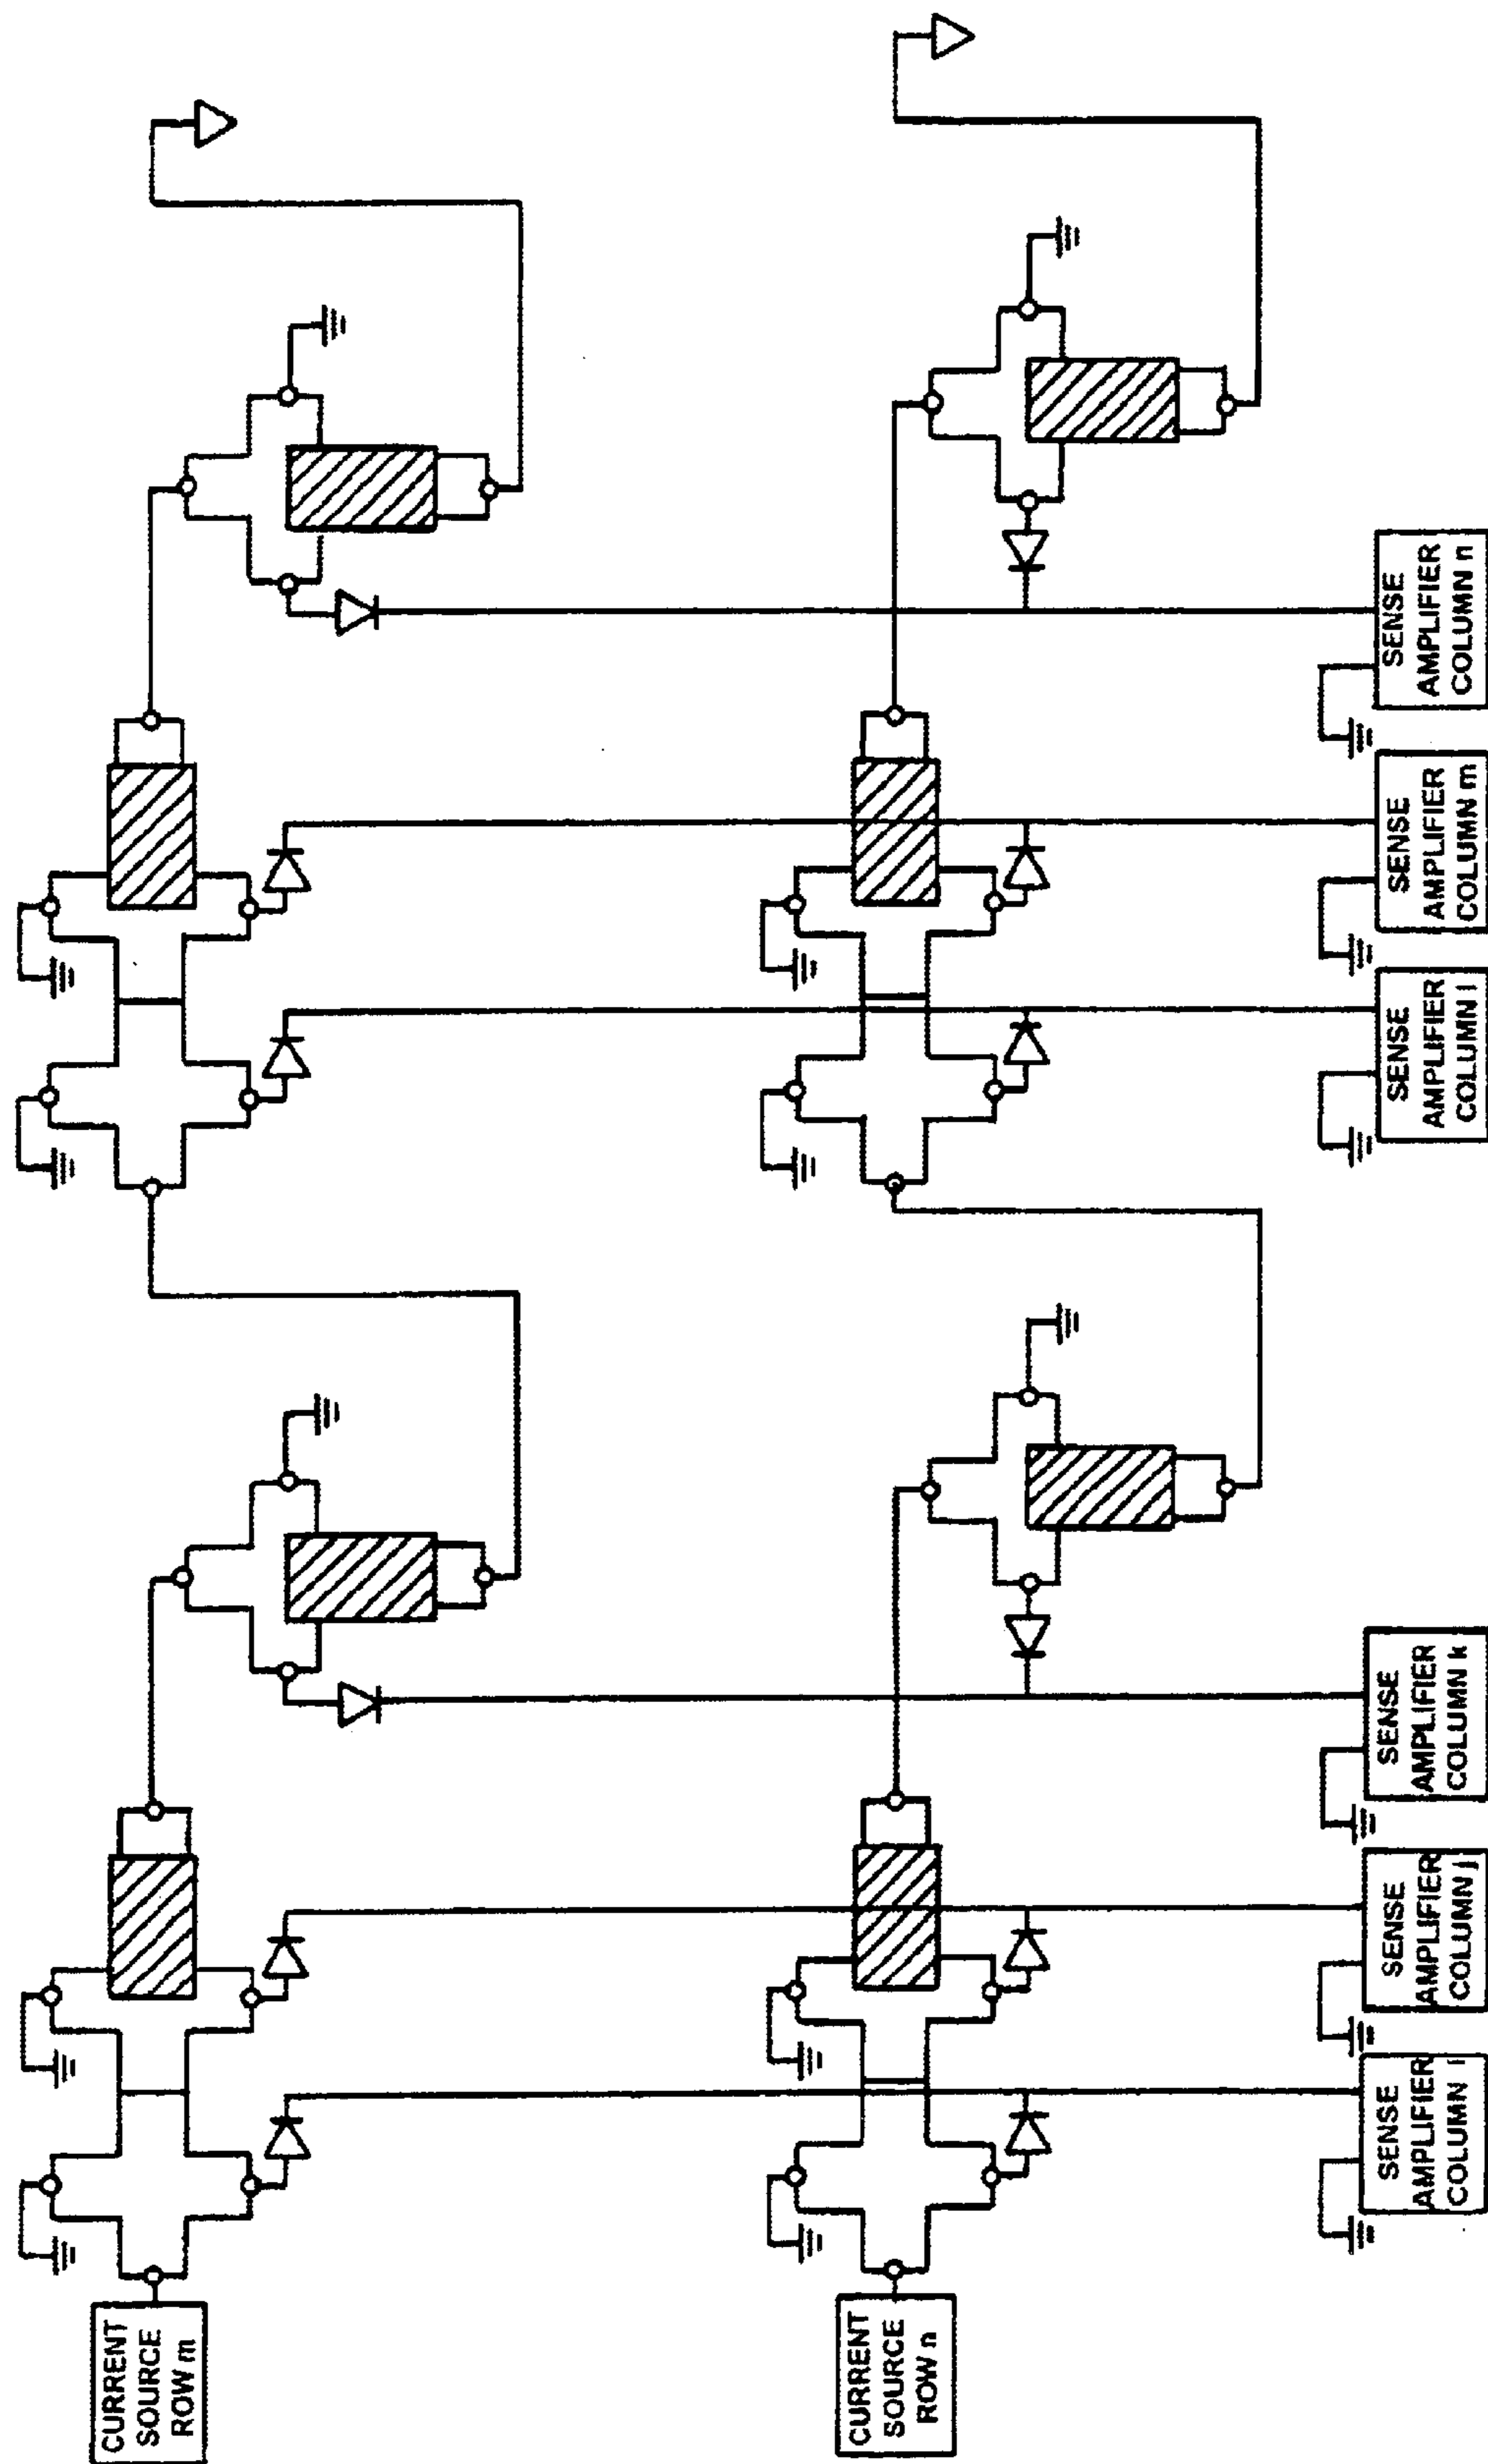 CURRENT
SOURCE
ROW m
CURRENT
SOURCE
ROW n
SENSE
AMPLIFIER
COLUMN i
SENSE
AMPLIFIER
COLUMN j
SENSE
AMPLIFIER
COLUMN k
SENSE
AMPLIFIER
COLUMN l
SENSE
AMPLIFIER
COLUMN m
SENSE
AMPLIFIER
COLUMN n